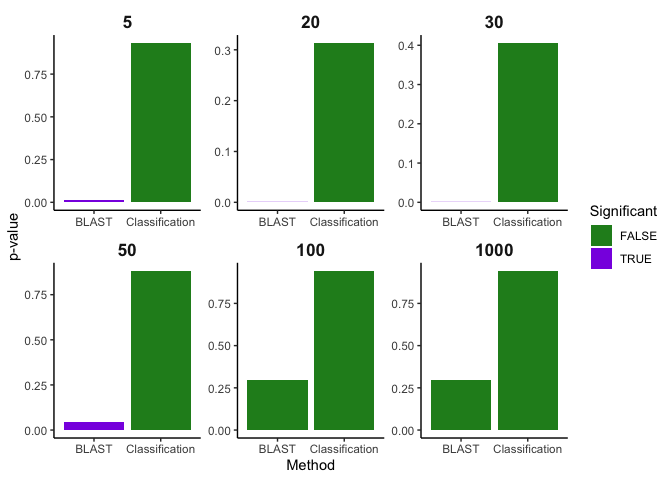 5
20
30
0.75
0.50
0.25
0.00
0.3
0.2
0.1
0.0
0.4
0.3
0.2
0.1
0.0
BLAST Classification
BLAST Classification
BLAST Classification
p-value
50
100
1000
0.75
0.50
0.25
0.00
0.75
0.50
0.25
0.00
0.75
0.50
0.25
0.00
BLAST Classification
BLAST Classification
BLAST Classification
Method
Significant
FALSE
TRUE